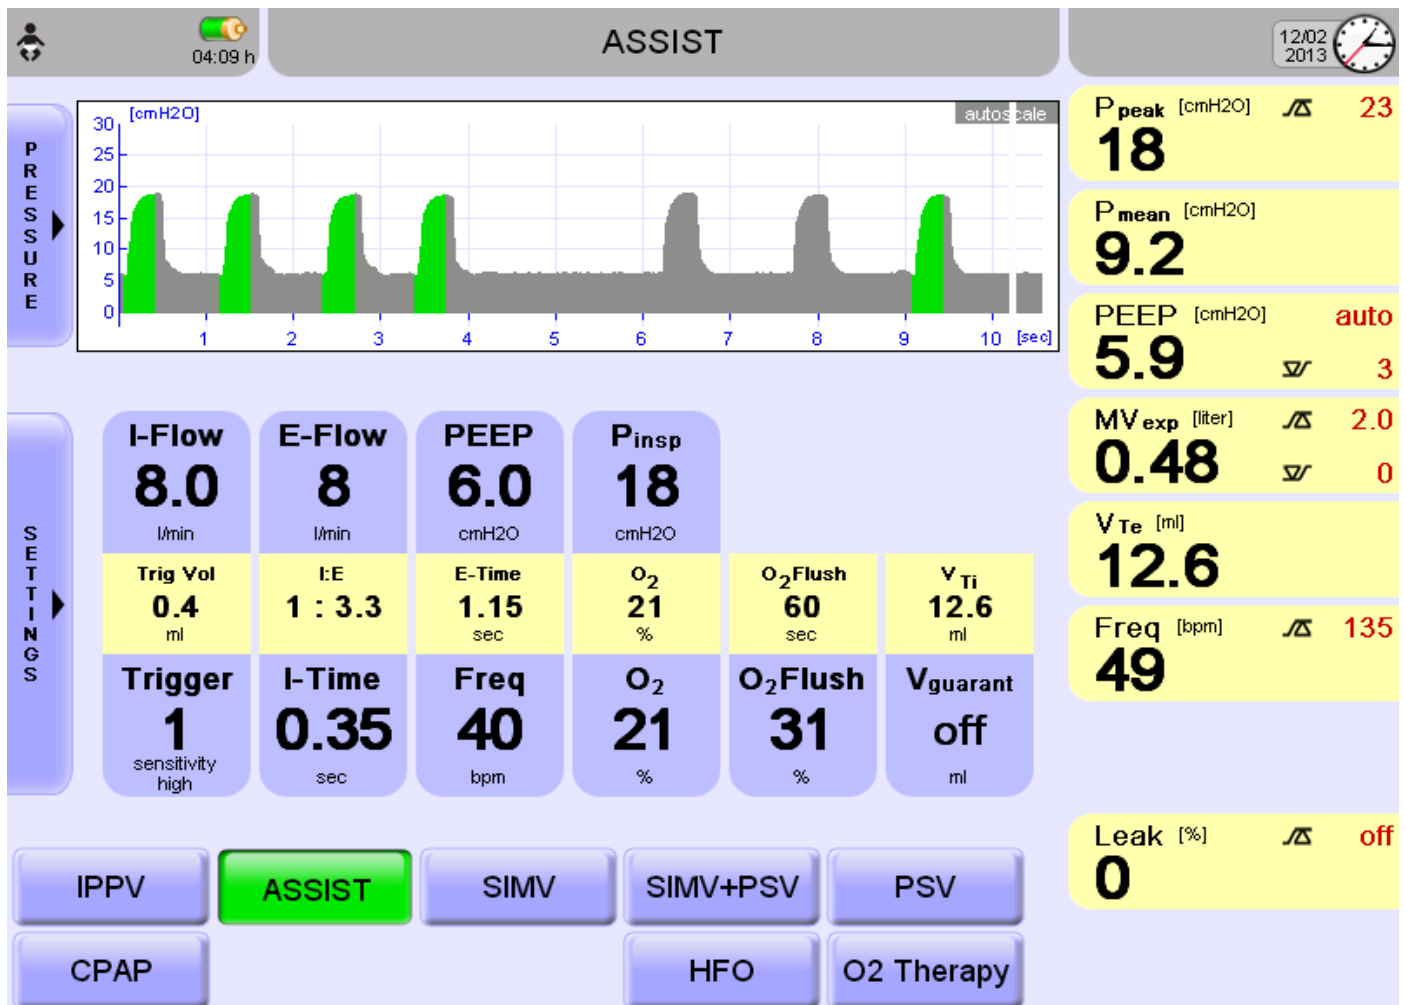 04:09 h
ASSIST
12/02
2013
PRESSURE
[cmH2O]
autoscale
30
25
20
15
10
5
0
1 2 3 4 5 6 7 8 9 10 [sec]
P peak [cmH2O] 23
18
P mean [cmH2O]
9.2
PEEP [cmH2O] auto
5.9 3
MV exp [liter] 2.0
0.48 0
V Te [ml]
12.6
Freq [bpm] 135
49
Leak [%] off
0
SETTINGS
I-Flow E-Flow PEEP Pinsp
8.0 8 6.0 18
l/min l/min cmH2O cmH2O
Trig Vol I:E E-Time O2 O2Flush V Ti
0.4 1 : 3.3 1.15 21 60 12.6
ml sec % sec ml
Trigger I-Time Freq O2 O2Flush Vguarant
1 0.35 40 21 31 off
sensitivity
high sec bpm % % ml
IPPV ASSIST SIMV SIMV+PSV PSV
CPAP HFO O2 Therapy